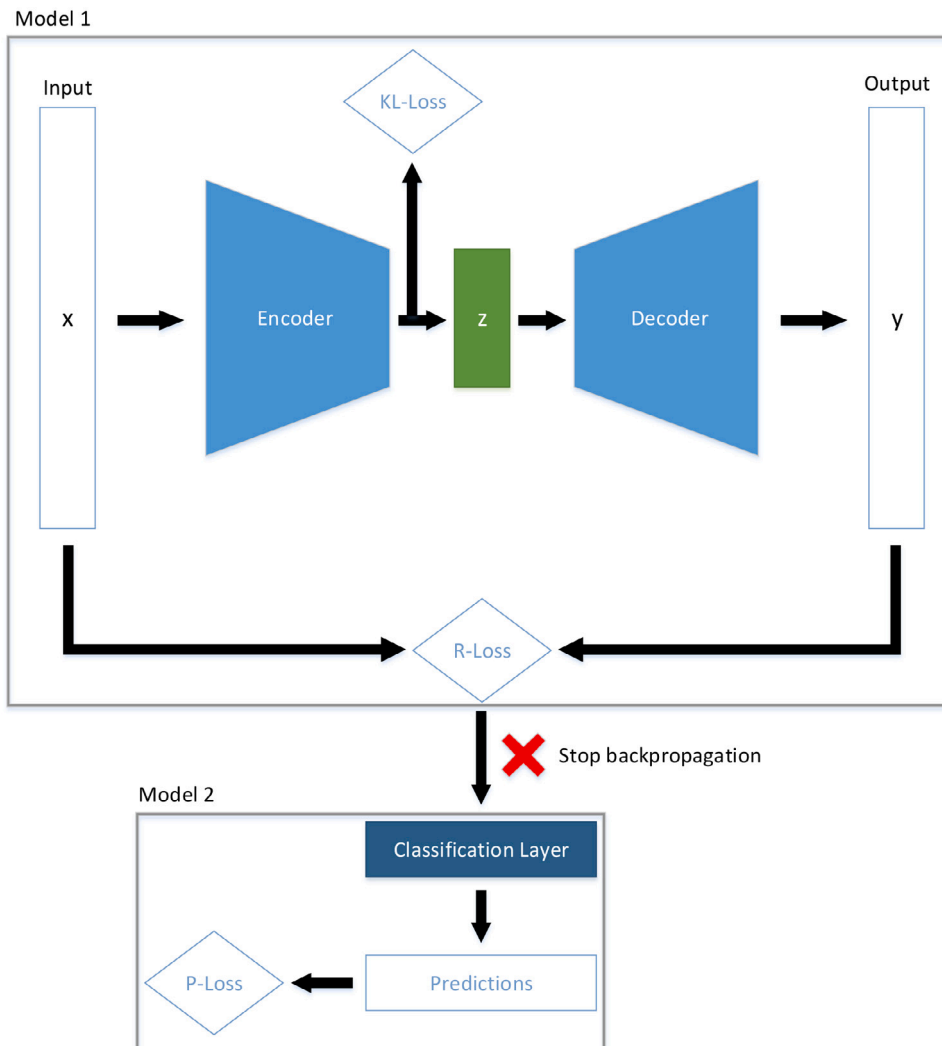 Model 1
Input
Output
KL-Loss
x
Encoder
z
Decoder
y
R-Loss
Stop backpropagation
Model 2
Classification Layer
P-Loss
Predictions